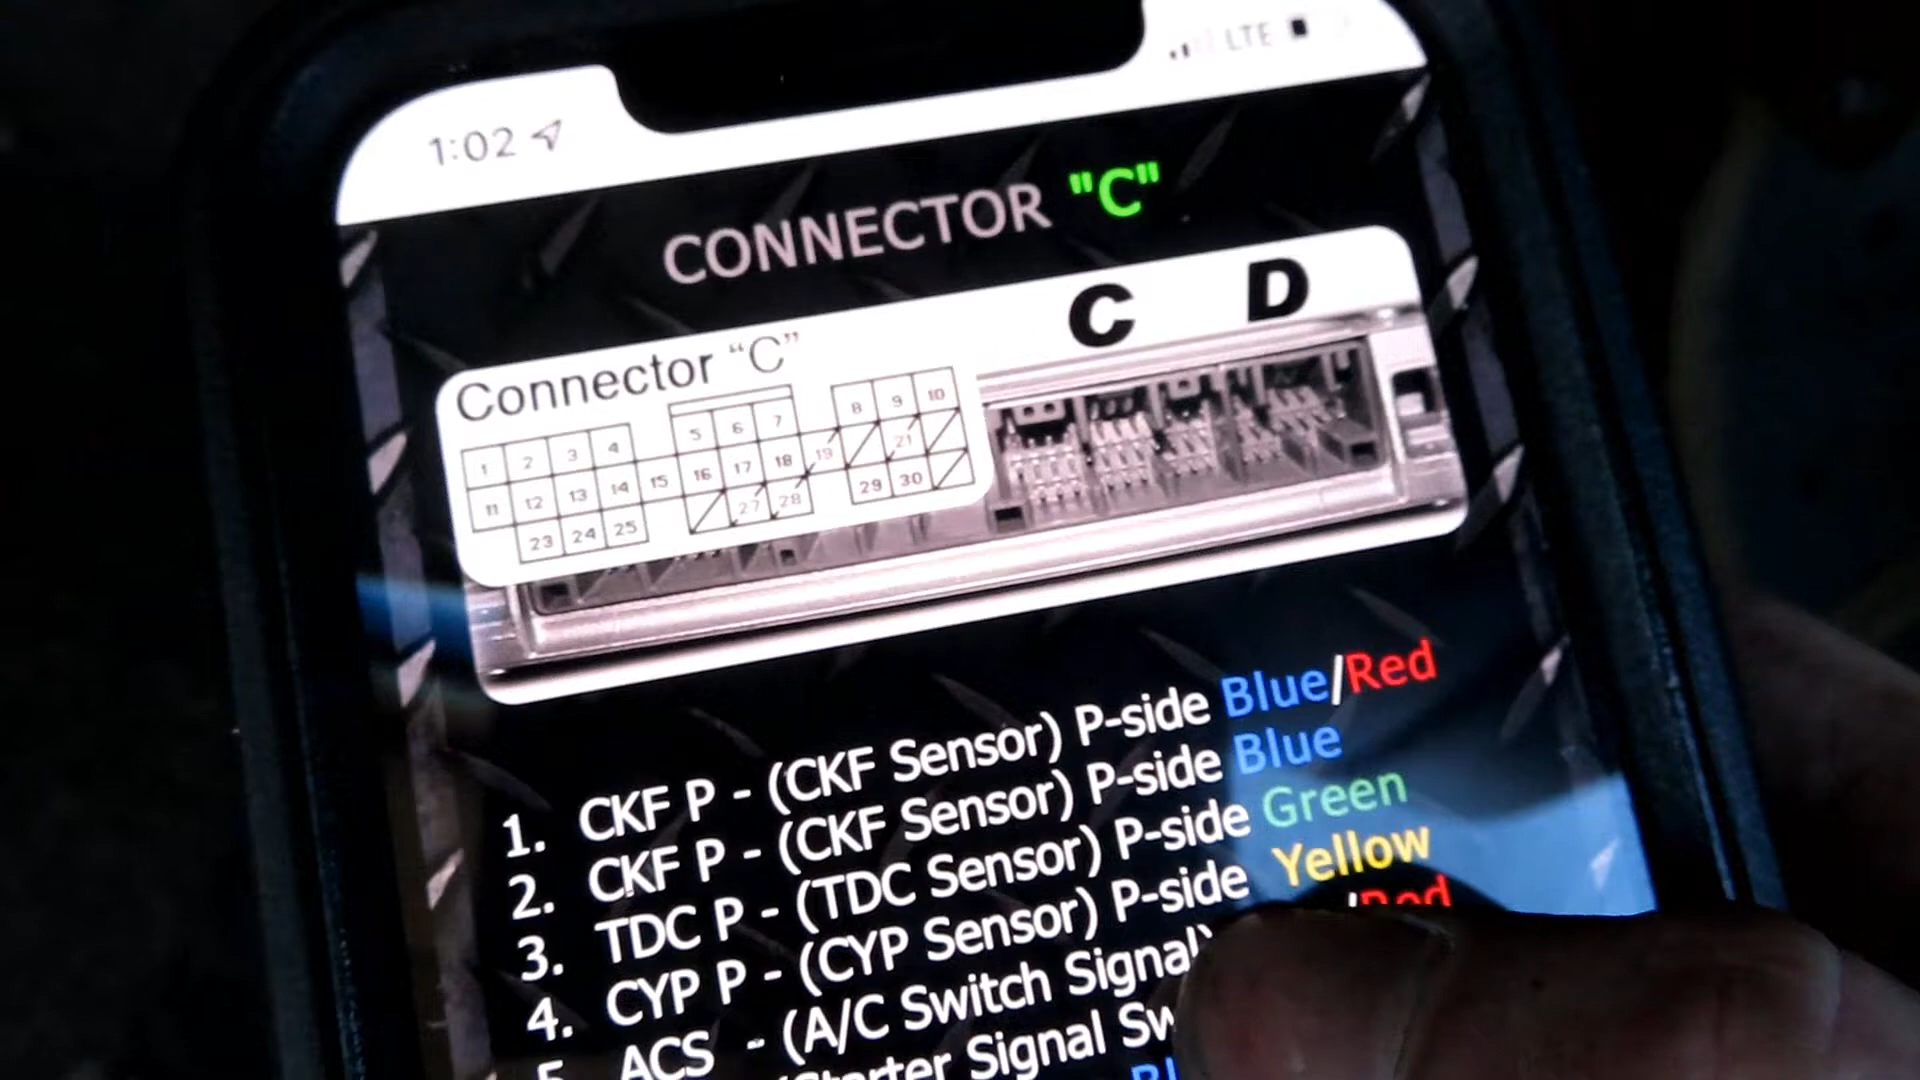 1:02 LTE
CONNECTOR "C"
C D
Connector “C”
1 2 3 4 5 6 7 8 9 10
11 12 13 14 15 16 17 18 19 21
23 24 25 27 28 29 30
1. CKF P - (CKF Sensor) P-side Blue/Red
2. CKF P - (CKF Sensor) P-side Blue
3. TDC P - (TDC Sensor) P-side Green
4. CYP P - (CYP Sensor) P-side Yellow
5. ACS - (A/C Switch Signal) /Red
Starter Signal